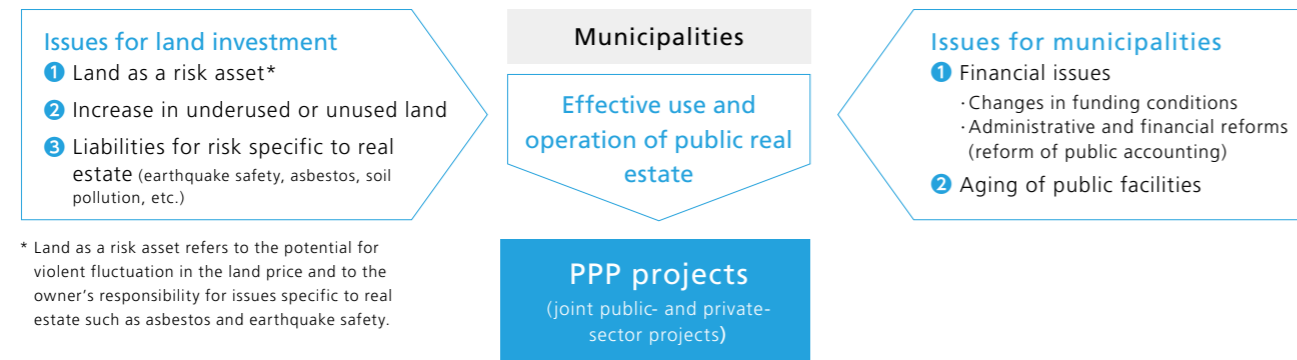 Issues for land investment
❶ Land as a risk asset*
❷ Increase in underused or unused land
❸ Liabilities for risk specific to real
estate (earthquake safety, asbestos, soil
pollution, etc.)
* Land as a risk asset refers to the potential for
violent fluctuation in the land price and to the
owner’s responsibility for issues specific to real
estate such as asbestos and earthquake safety.
Municipalities
Effective use and
operation of public real
estate
PPP projects
(joint public- and private-
sector projects)
Issues for municipalities
❶ Financial issues
·Changes in funding conditions
·Administrative and financial reforms
(reform of public accounting)
❷ Aging of public facilities